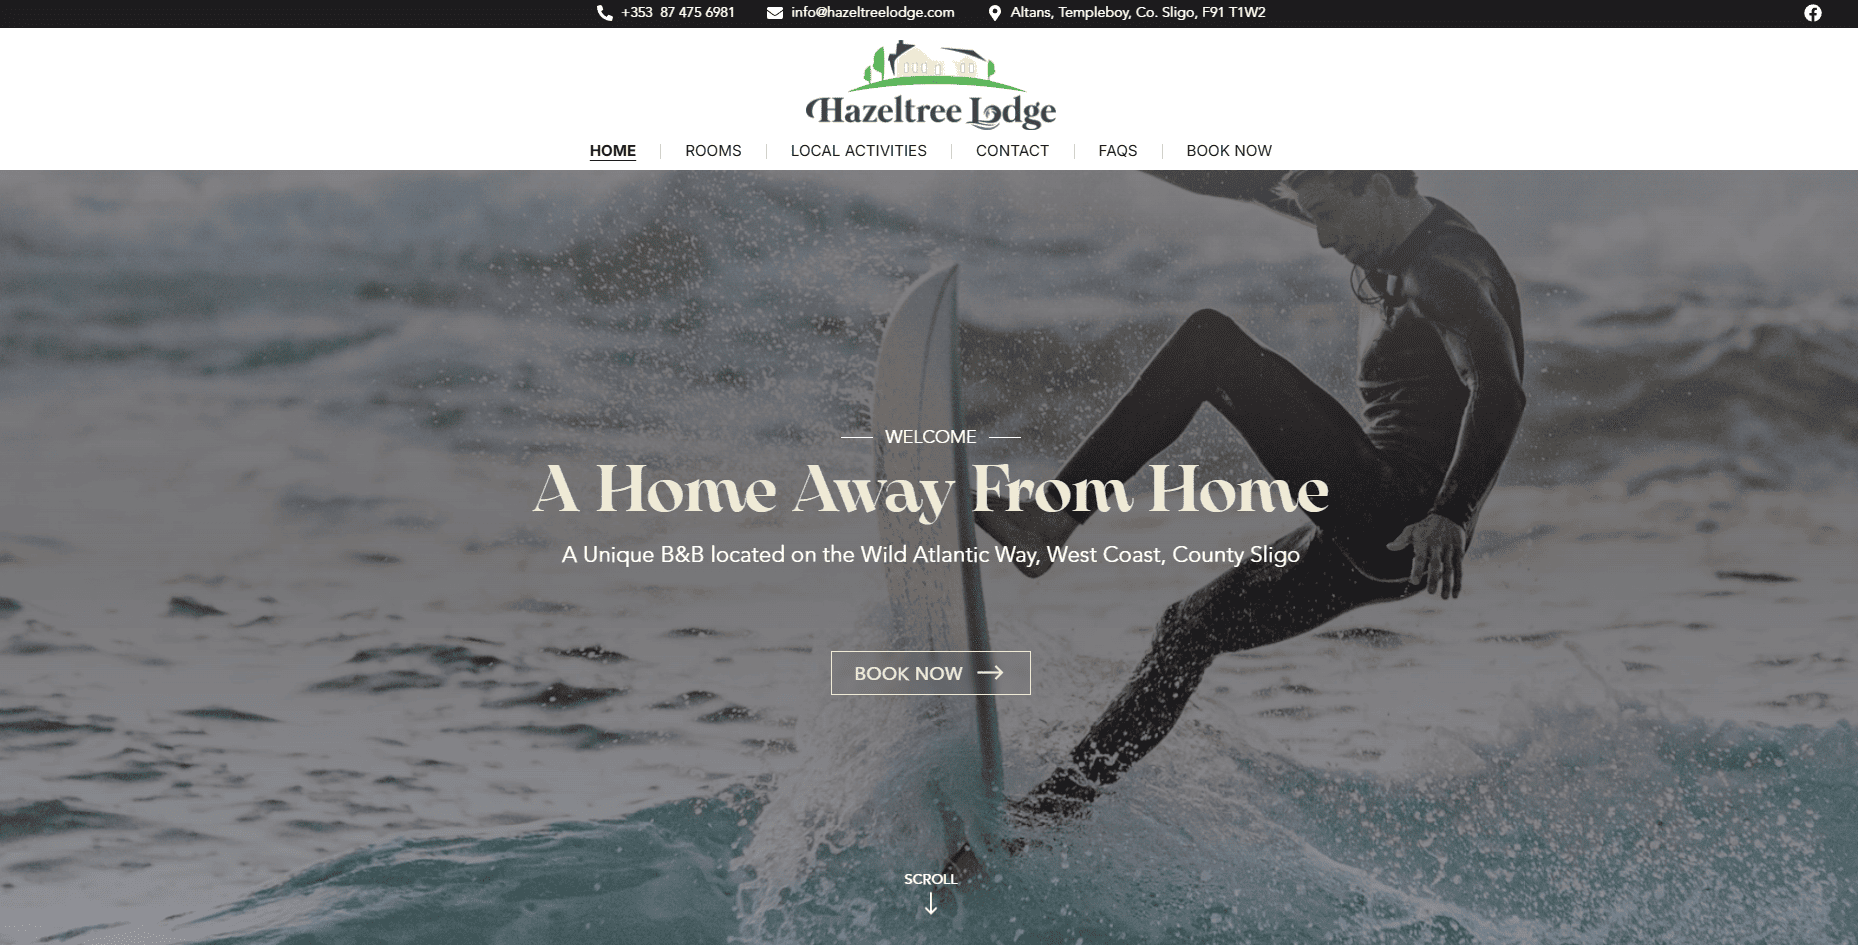 +353 87 475 6981 info@hazeltreelodge.com Altans, Templeboy, Co. Sligo, F91 T1W2
Hazeltree Lodge
HOME ROOMS LOCAL ACTIVITIES CONTACT FAQS BOOK NOW
WELCOME
A Home Away From Home
A Unique B&B located on the Wild Atlantic Way, West Coast, County Sligo
BOOK NOW
SCROLL